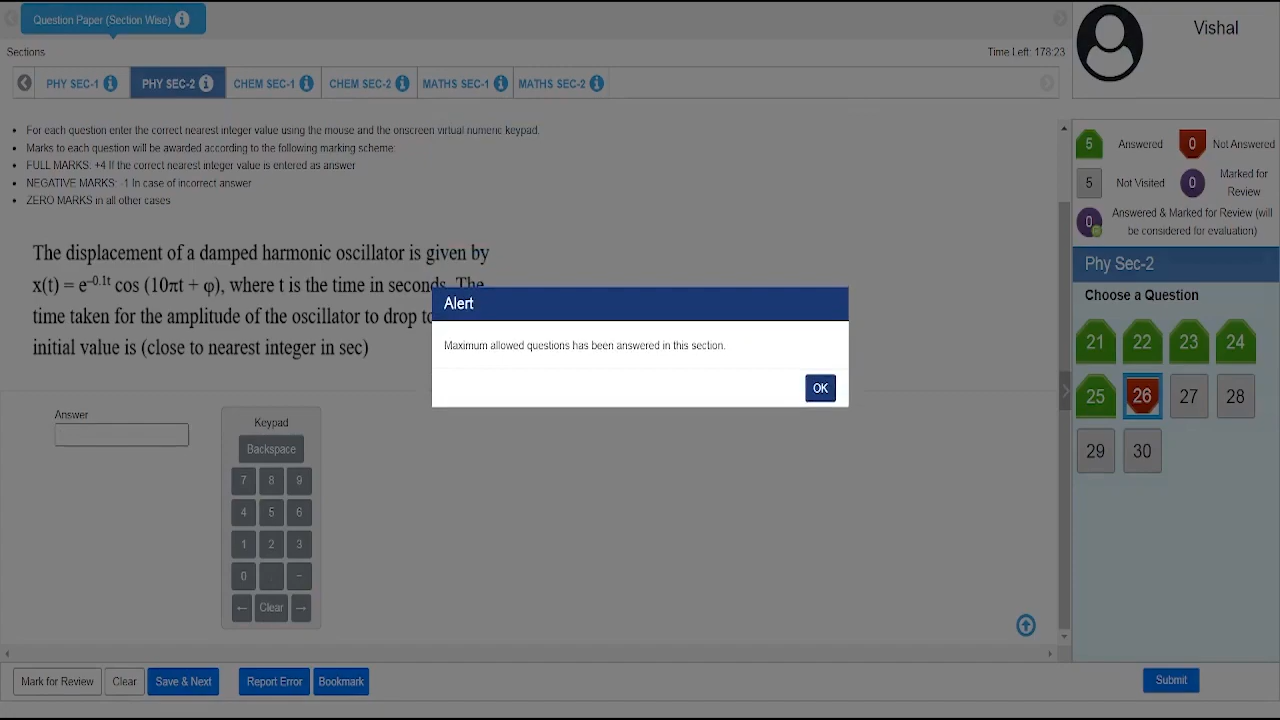 Question Paper (Section Wise)
Vishal
Sections
Time Left: 178:23
PHY SEC-1
PHY SEC-2
CHEM SEC-1
CHEM SEC-2
MATHS SEC-1
MATHS SEC-2
For each question enter the correct nearest integer value using the mouse and the onscreen virtual numeric keypad.
Marks to each question will be awarded according to the following marking scheme:
FULL MARKS: +4 If the correct nearest integer value is entered as answer
NEGATIVE MARKS: -1 In case of incorrect answer
ZERO MARKS in all other cases
5 Answered
0 Not Answered
5 Not Visited
0 Marked for
Review
0 Answered & Marked for Review (will
be considered for evaluation)
Phy Sec-2
Choose a Question
21 22 23 24
25 26 27 28
29 30
The displacement of a damped harmonic oscillator is given by
x(t) = e–0.1t cos (10πt + φ), where t is the time in seconds. The
time taken for the amplitude of the oscillator to drop
initial value is (close to nearest integer in sec)
Alert
Maximum allowed questions has been answered in this section.
OK
Answer
Keypad
Backspace
7 8 9
4 5 6
1 2 3
0 . –
← Clear →
Mark for Review
Clear
Save & Next
Report Error
Bookmark
Submit